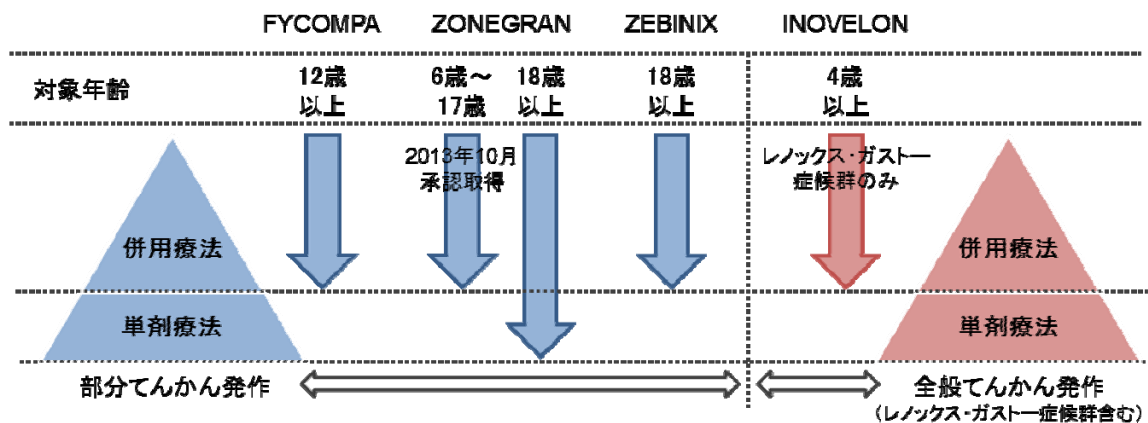 FYCOMPA ZONEGRAN ZEBINIX INOVELON
対象年齢
12歳
以上
6歳～
17歳
18歳
以上
18歳
以上
4歳
以上
2013年10月
承認取得
レノックス・ガストー
症候群のみ
併用療法
単剤療法
併用療法
単剤療法
部分てんかん発作
全般てんかん発作
（レノックス・ガストー症候群含む）